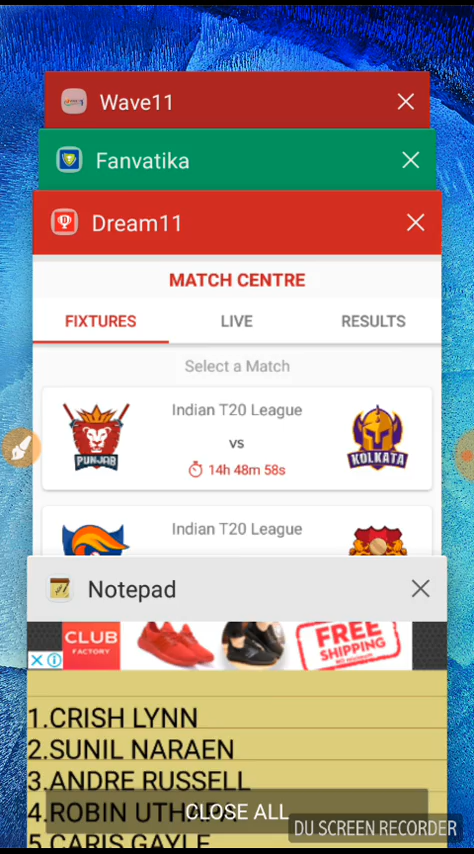 Wave11
Fanvatika
Dream11
MATCH CENTRE
FIXTURES LIVE RESULTS
Select a Match
Indian T20 League
vs
PUNJAB
KOLKATA
14h 48m 58s
Indian T20 League
Notepad
CLUB
FACTORY
FREE
SHIPPING
1.CRISH LYNN
2.SUNIL NARAEN
3.ANDRE RUSSELL
4.ROBIN
CLOSE ALL
5.CARIS GAYLE
DU SCREEN RECORDER